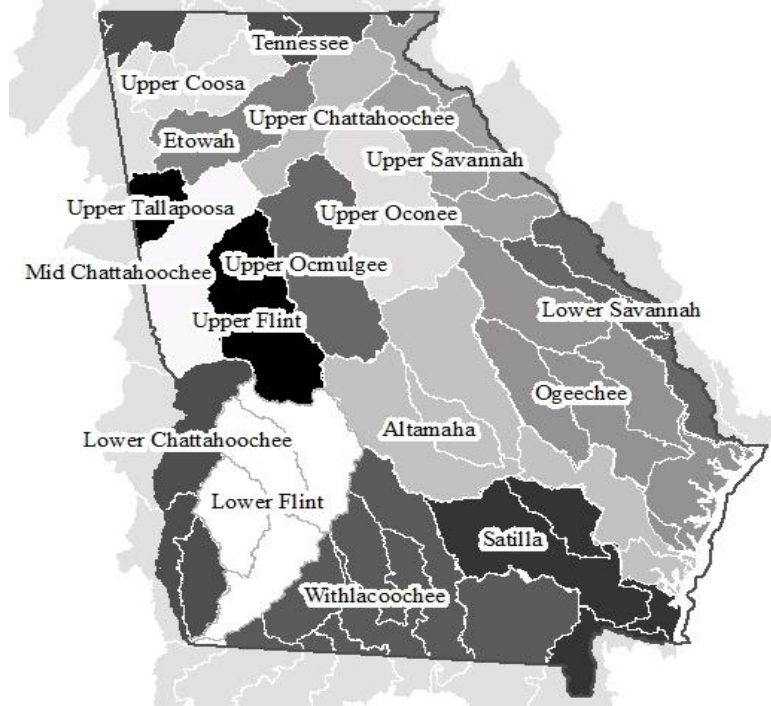 Tennessee
Upper Coosa
Upper Chattahoochee
Etowah
Upper Savannah
Upper Tallapoosa
Upper Oconee
Mid Chattahoochee
Upper Ocmulgee
Lower Savannah
Upper Flint
Ogeechee
Altamaha
Lower Chattahoochee
Lower Flint
Satilla
Withlacoochee